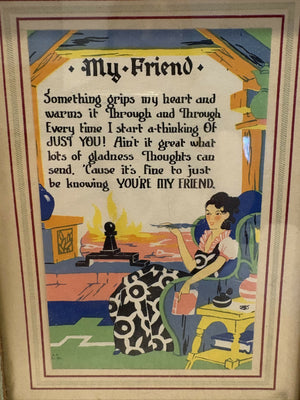 · My · Friend ·
Something grips my heart and
warms it Through and Through
Every time I start a-thinking Of
JUST YOU! Ain't it great what
lots of gladness Thoughts can
send, 'Cause it's fine to just
be knowing YOU'RE MY FRIEND.